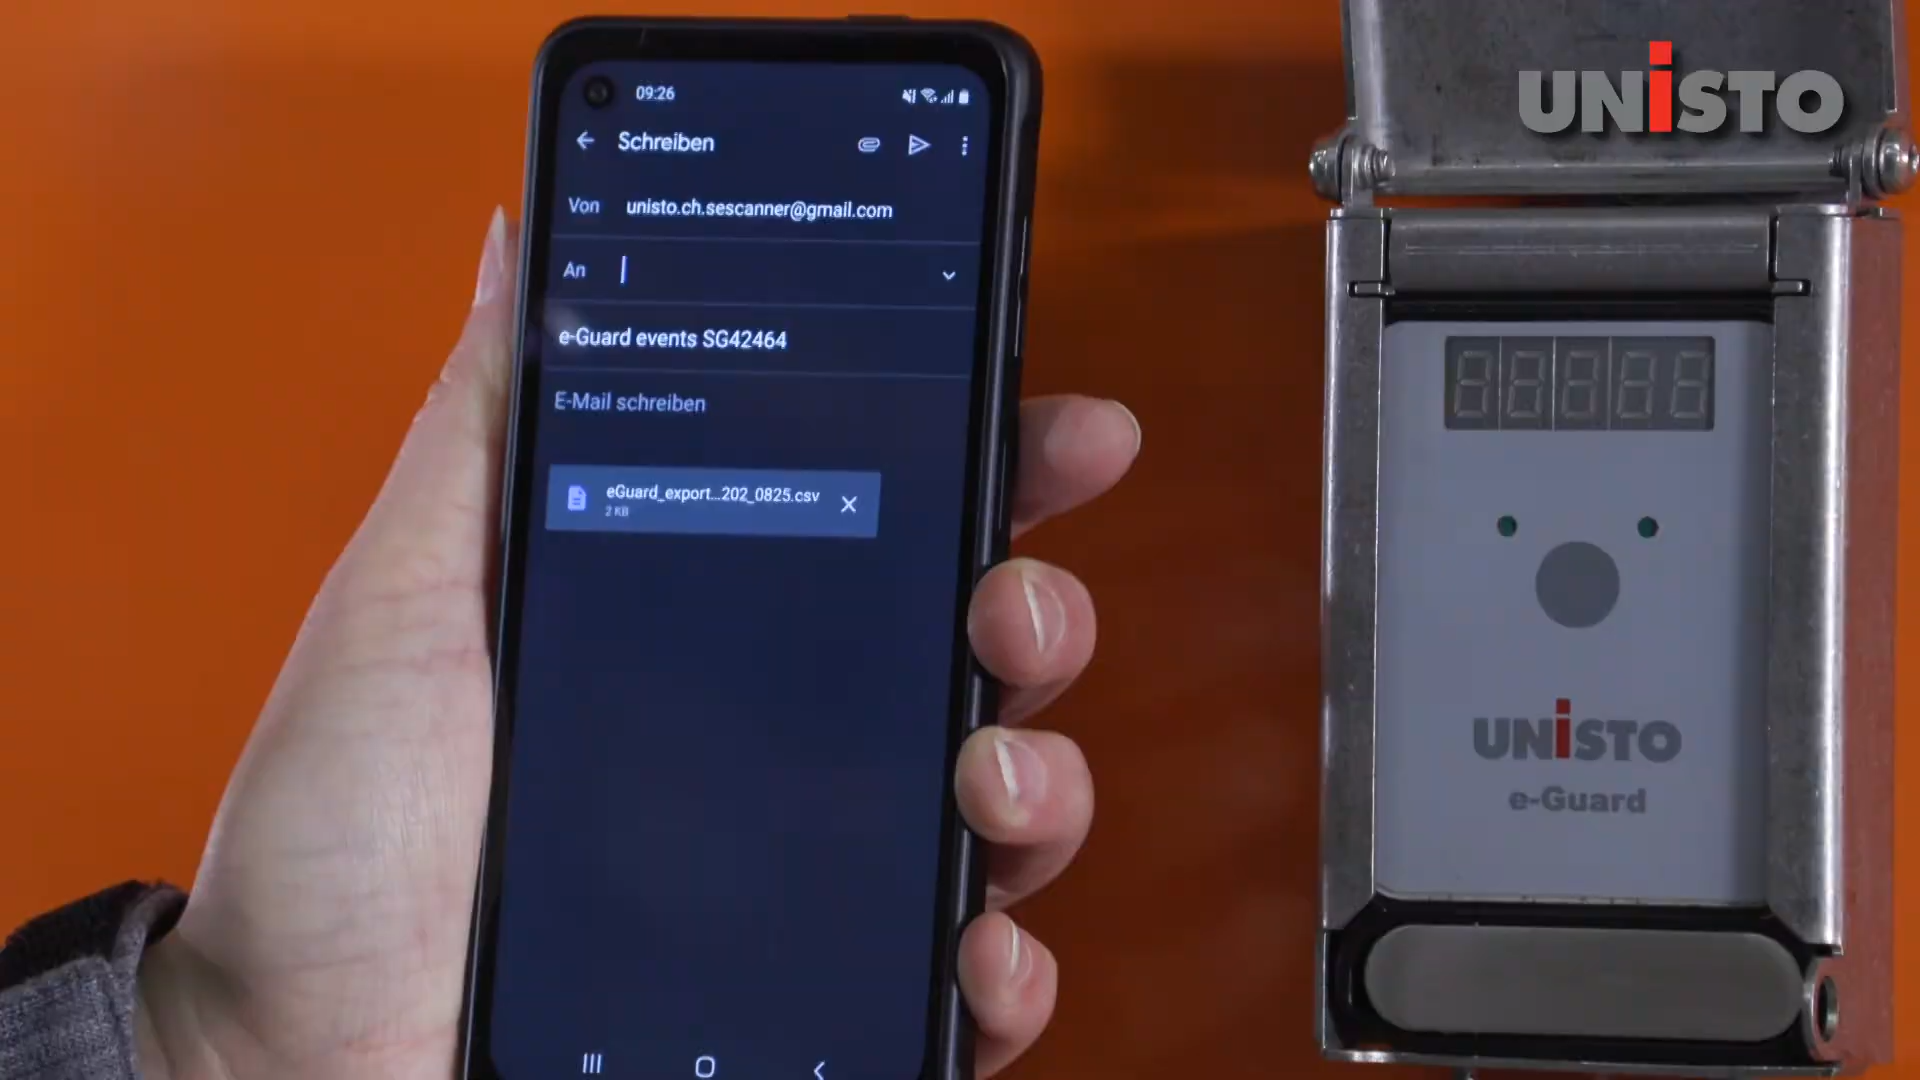 09:26
Schreiben
Von unisto.ch.sescanner@gmail.com
An
e-Guard events SG42464
E-Mail schreiben
eGuard_export...202_0825.csv
2 KB
UNiSTO
UNiSTO
e-Guard